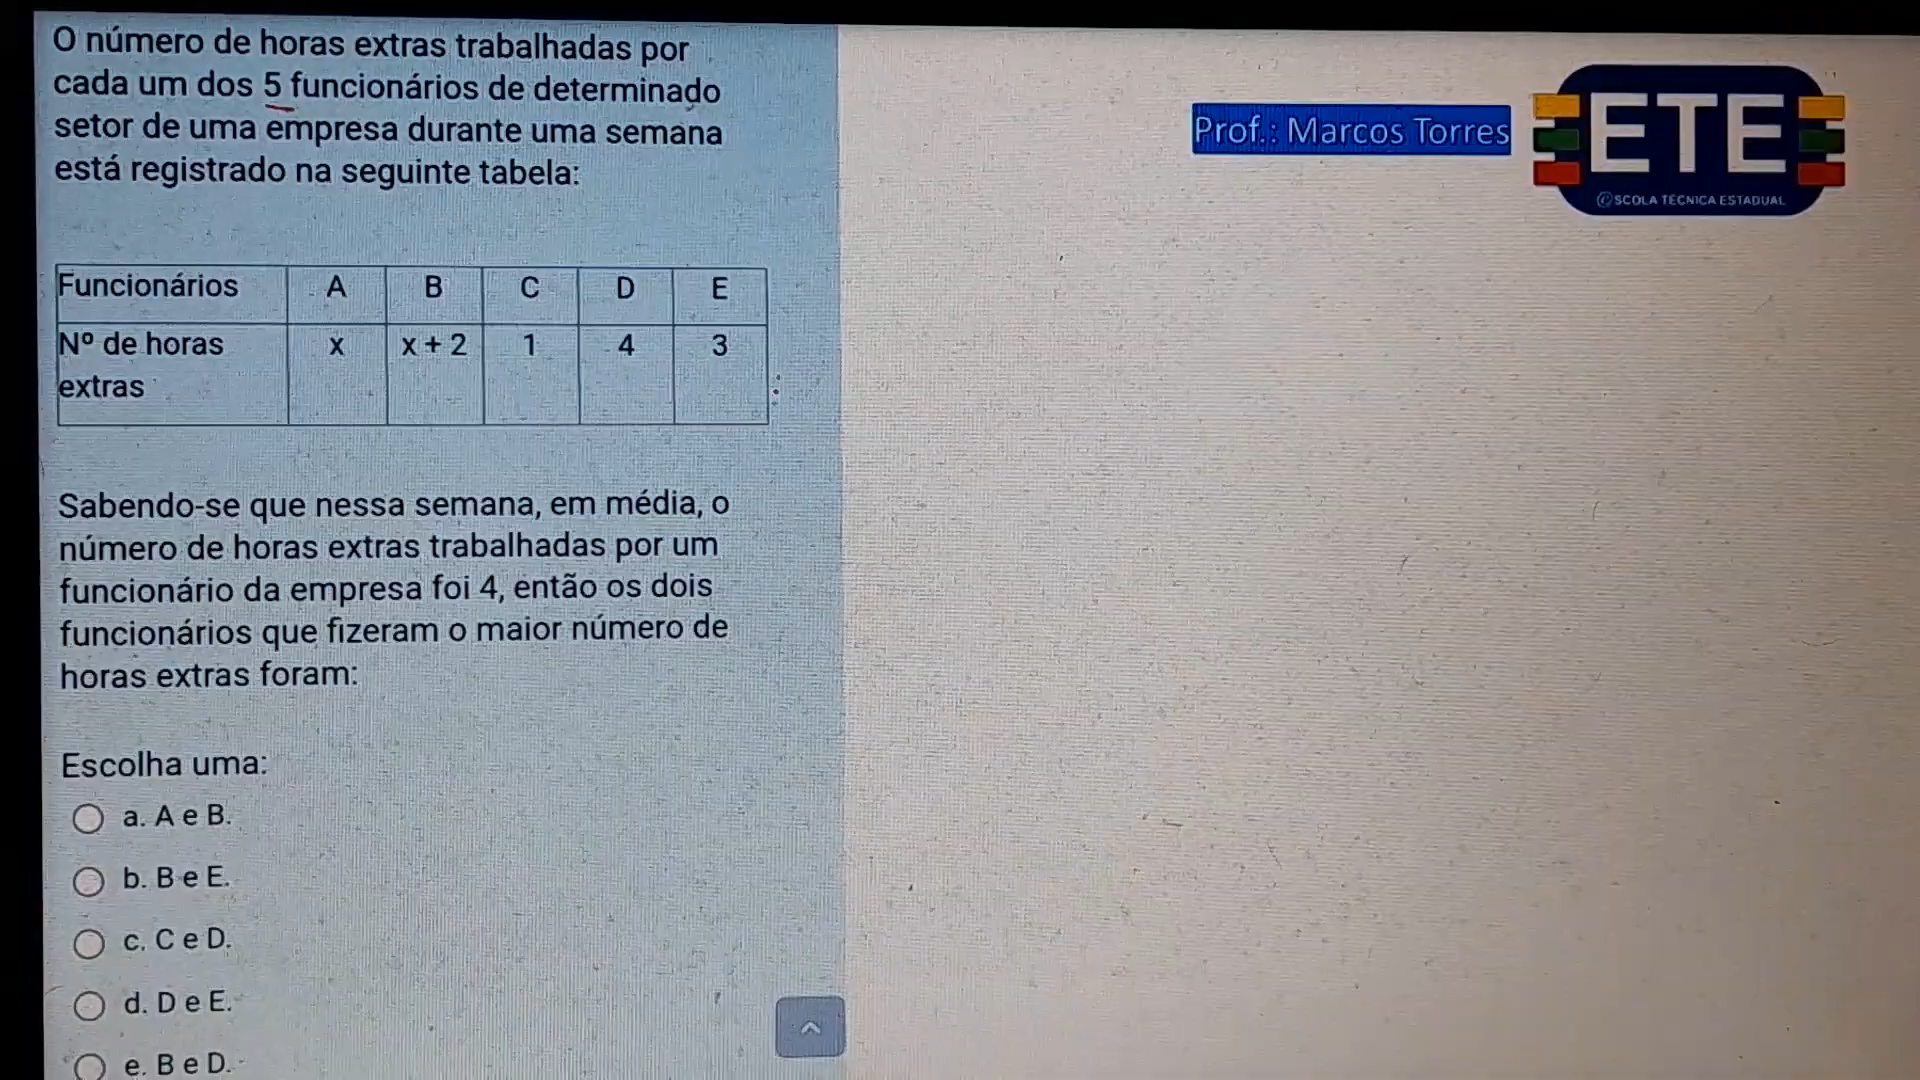 O número de horas extras trabalhadas por
cada um dos 5 funcionários de determinado
setor de uma empresa durante uma semana
está registrado na seguinte tabela:
Prof.: Marcos Torres
ETE
ESCOLA TÉCNICA ESTADUAL
Funcionários A B C D E
Nº de horas x x + 2 1 4 3
extras
Sabendo-se que nessa semana, em média, o
número de horas extras trabalhadas por um
funcionário da empresa foi 4, então os dois
funcionários que fizeram o maior número de
horas extras foram:
Escolha uma:
a. A e B.
b. B e E.
c. C e D.
d. D e E.
e. B e D.